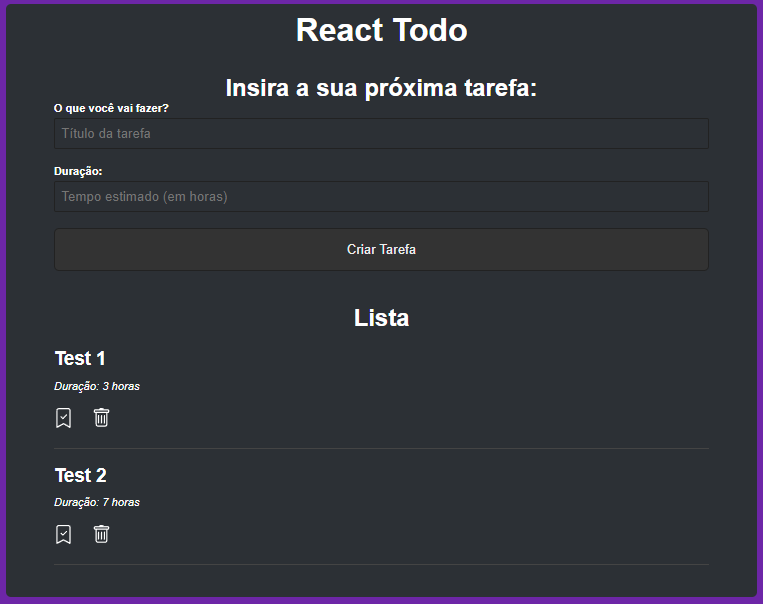 React Todo
Insira a sua próxima tarefa:
O que você vai fazer?
Título da tarefa
Duração:
Tempo estimado (em horas)
Criar Tarefa
Lista
Test 1
Duração: 3 horas
Test 2
Duração: 7 horas